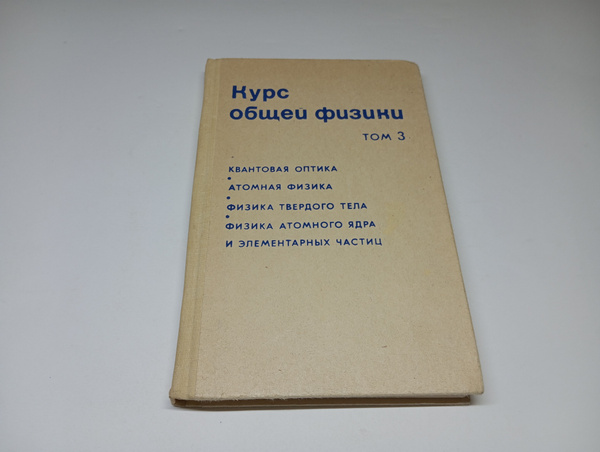 Курс
общей физики
ТОМ 3
КВАНТОВАЯ ОПТИКА
•
АТОМНАЯ ФИЗИКА
•
ФИЗИКА ТВЕРДОГО ТЕЛА
•
ФИЗИКА АТОМНОГО ЯДРА
И ЭЛЕМЕНТАРНЫХ ЧАСТИЦ